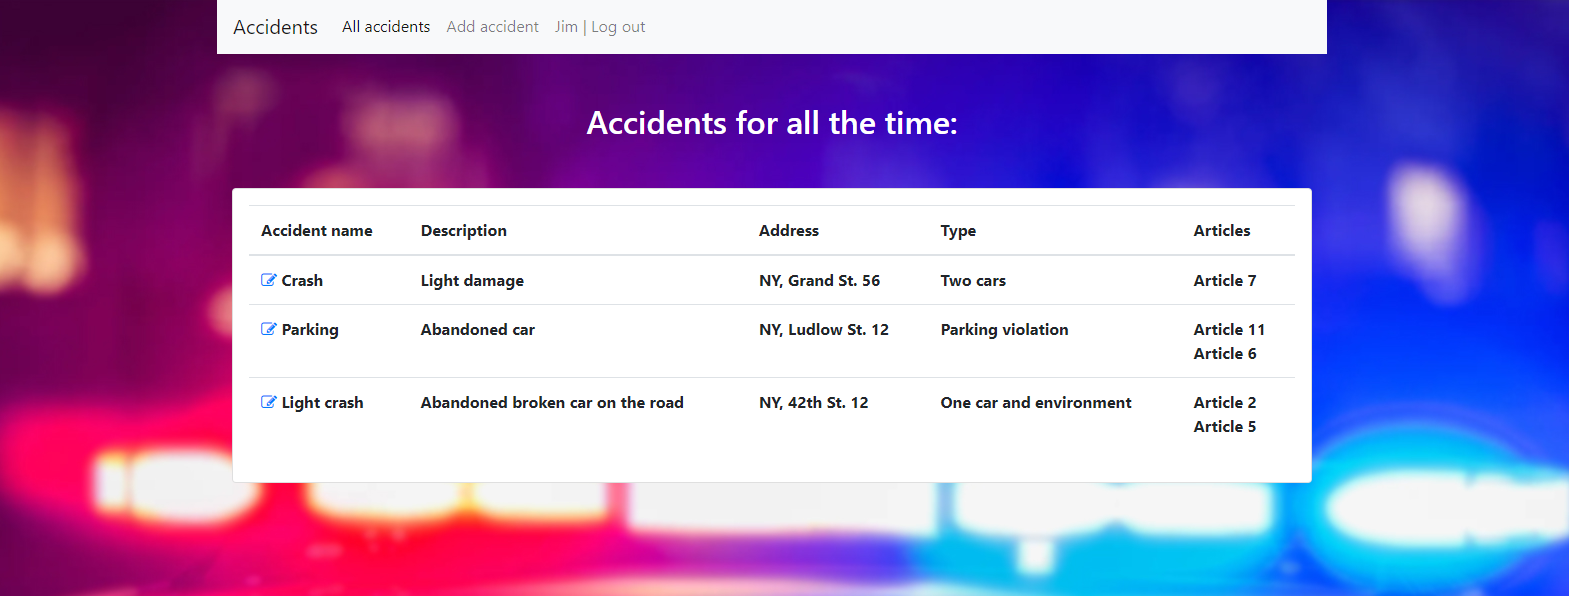 Accidents All accidents Add accident Jim | Log out
Accidents for all the time:
Accident name Description Address Type Articles
Crash Light damage NY, Grand St. 56 Two cars Article 7
Parking Abandoned car NY, Ludlow St. 12 Parking violation Article 11
Article 6
Light crash Abandoned broken car on the road NY, 42th St. 12 One car and environment Article 2
Article 5